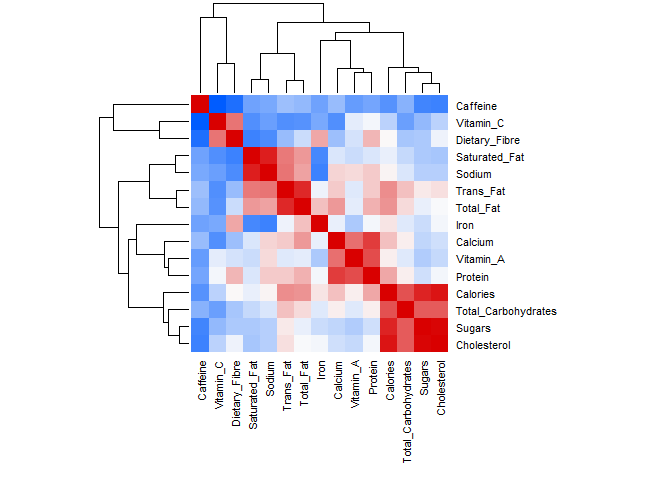 Caffeine
Vitamin_C
Dietary_Fibre
Saturated_Fat
Sodium
Trans_Fat
Total_Fat
Iron
Calcium
Vitamin_A
Protein
Calories
Total_Carbohydrates
Sugars
Cholesterol
Caffeine
Vitamin_C
Dietary_Fibre
Saturated_Fat
Sodium
Trans_Fat
Total_Fat
Iron
Calcium
Vitamin_A
Protein
Calories
Total_Carbohydrates
Sugars
Cholesterol